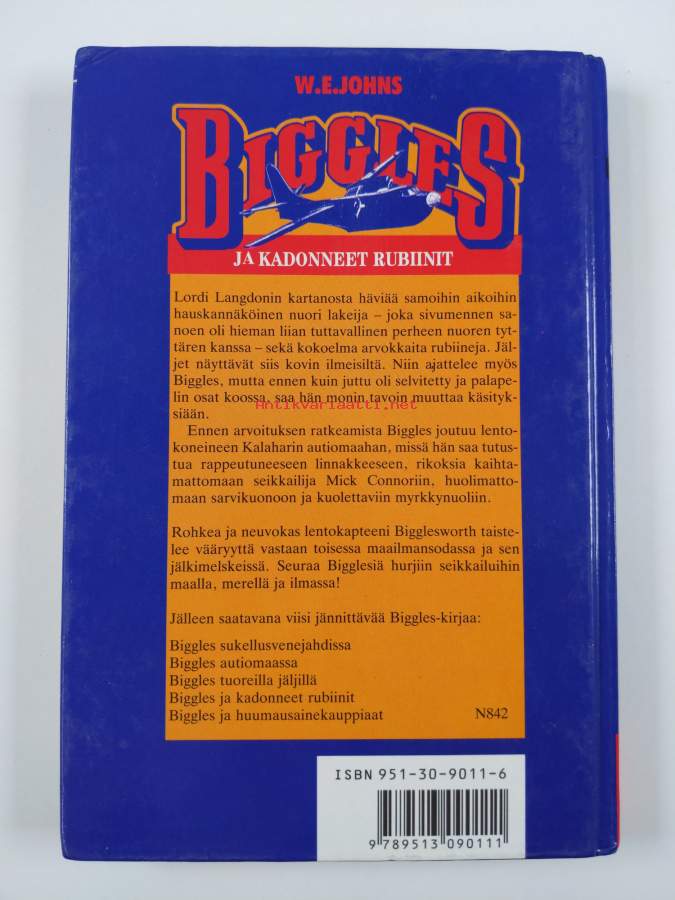 W.E.JOHNS
BIGGLES
JA KADONNEET RUBIINIT
Lordi Langdonin kartanosta häviää samoihin aikoihin
hauskannäköinen nuori lakeija – joka sivumennen sa-
noen oli hieman liian tuttavallinen perheen nuoren tyt-
tären kanssa – sekä kokoelma arvokkaita rubiineja. Jäl-
jet näyttävät siis kovin ilmeisiltä. Niin ajattelee myös
Biggles, mutta ennen kuin juttu oli selvitetty ja palape-
lin osat koossa, saa hän monin tavoin muuttaa käsityk-
siään.
Antikvariaatti.net
Ennen arvoituksen ratkeamista Biggles joutuu lento-
koneineen Kalaharin autiomaahan, missä hän saa tutus-
tua rappeutuneeseen linnakkeeseen, rikoksia kaihta-
mattomaan seikkailija Mick Connoriin, huolimatto-
maan sarvikuonoon ja kuolettaviin myrkkynuoliin.
Rohkea ja neuvokas lentokapteeni Bigglesworth taiste-
lee vääryyttä vastaan toisessa maailmansodassa ja sen
jälkimelskeissä. Seuraa Bigglesiä hurjiin seikkailuihin
maalla, merellä ja ilmassa!
Jälleen saatavana viisi jännittävää Biggles-kirjaa:
Biggles sukellusvenejahdissa
Biggles autiomaassa
Biggles tuoreilla jäljillä
Biggles ja kadonneet rubiinit
Biggles ja huumausainekauppiaat N842
ISBN 951-30-9011-6
9 789513 090111